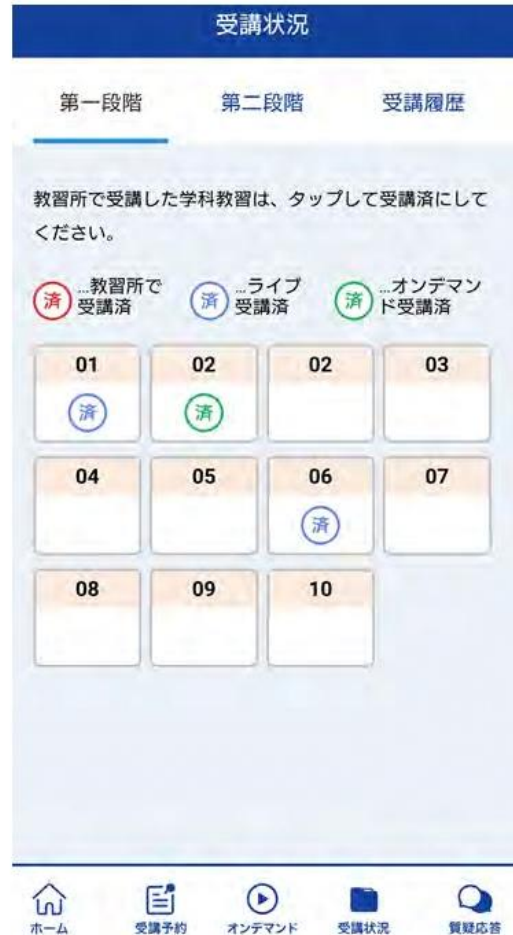 受講状況
第一段階 第二段階 受講履歴
教習所で受講した学科教習は、タップして受講済にして
ください。
済 …教習所で
受講済
済 …ライブ
受講済
済 …オンデマン
ド受講済
01 02 02 03
済 済
04 05 06 07
済
08 09 10
ホーム 受講予約 オンデマンド 受講状況 質疑応答